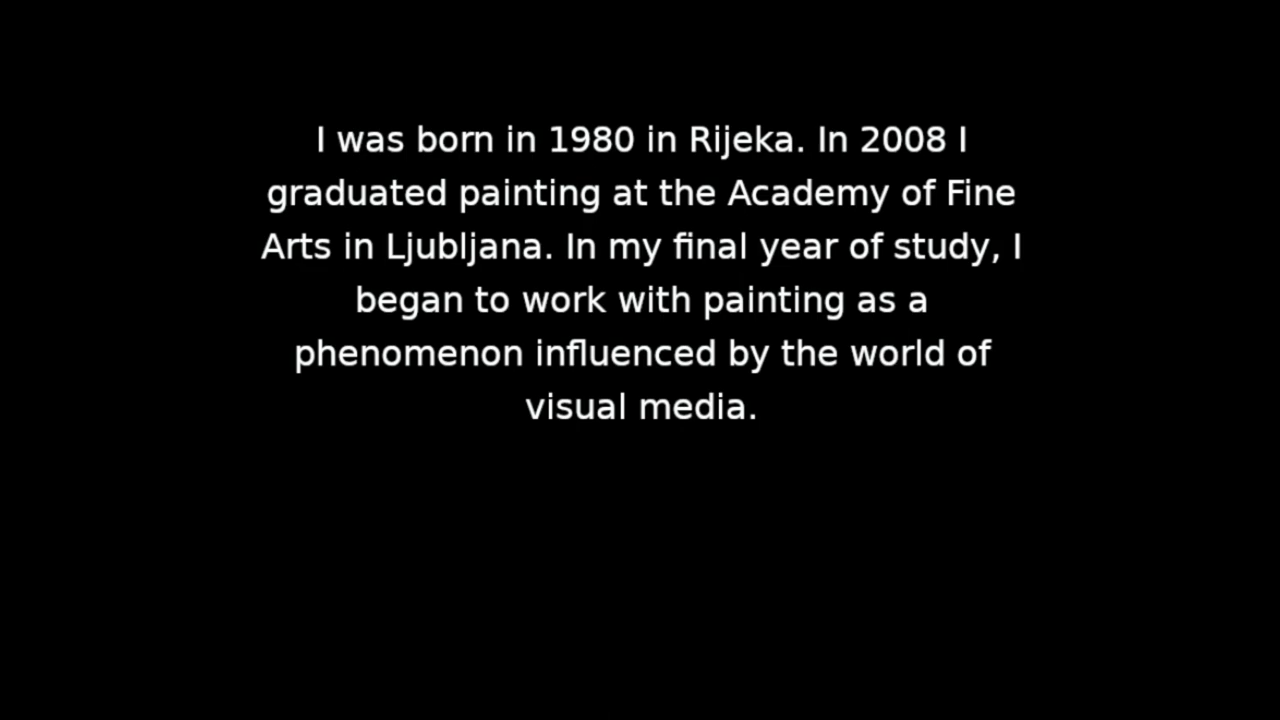 I was born in 1980 in Rijeka. In 2008 I
graduated painting at the Academy of Fine
Arts in Ljubljana. In my final year of study, I
began to work with painting as a
phenomenon influenced by the world of
visual media.